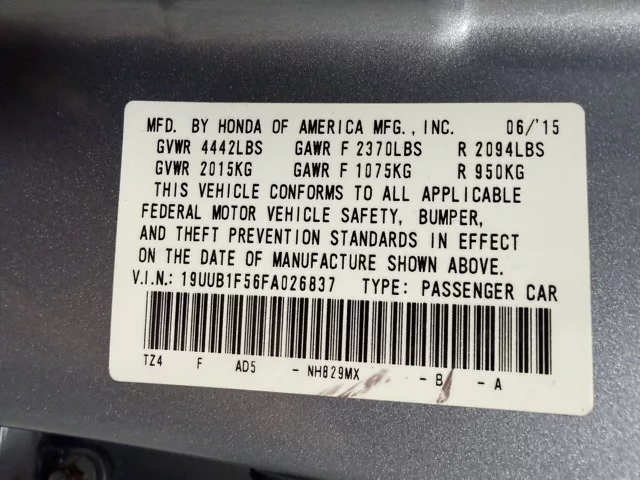 MFD. BY HONDA OF AMERICA MFG., INC. 06/'15
GVWR 4442LBS GAWR F 2370LBS R 2094LBS
GVWR 2015KG GAWR F 1075KG R 950KG
THIS VEHICLE CONFORMS TO ALL APPLICABLE
FEDERAL MOTOR VEHICLE SAFETY, BUMPER,
AND THEFT PREVENTION STANDARDS IN EFFECT
ON THE DATE OF MANUFACTURE SHOWN ABOVE.
V.I.N.: 19UUB1F56FA026837 TYPE: PASSENGER CAR
TZ4 F AD5 - NH829MX - B - A